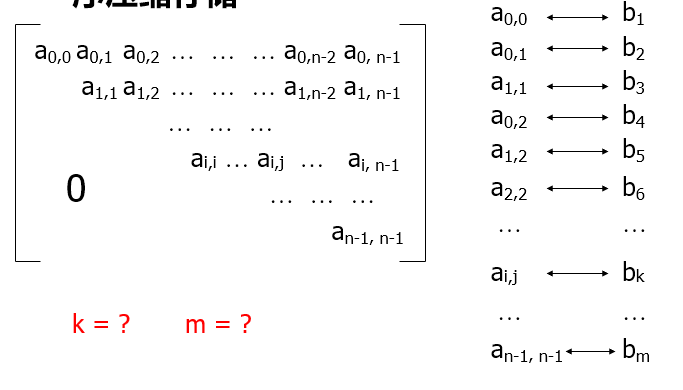 a0,0 a0,1 a0,2 … … … a0,n-2 a0, n-1
a1,1 a1,2 … … … a1,n-2 a1, n-1
… … …
ai,i … ai,j … ai, n-1
0
… … …
an-1, n-1
k = ? m = ?
a0,0 b1
a0,1 b2
a1,1 b3
a0,2 b4
a1,2 b5
a2,2 b6
… …
ai,j bk
… …
an-1, n-1 bm